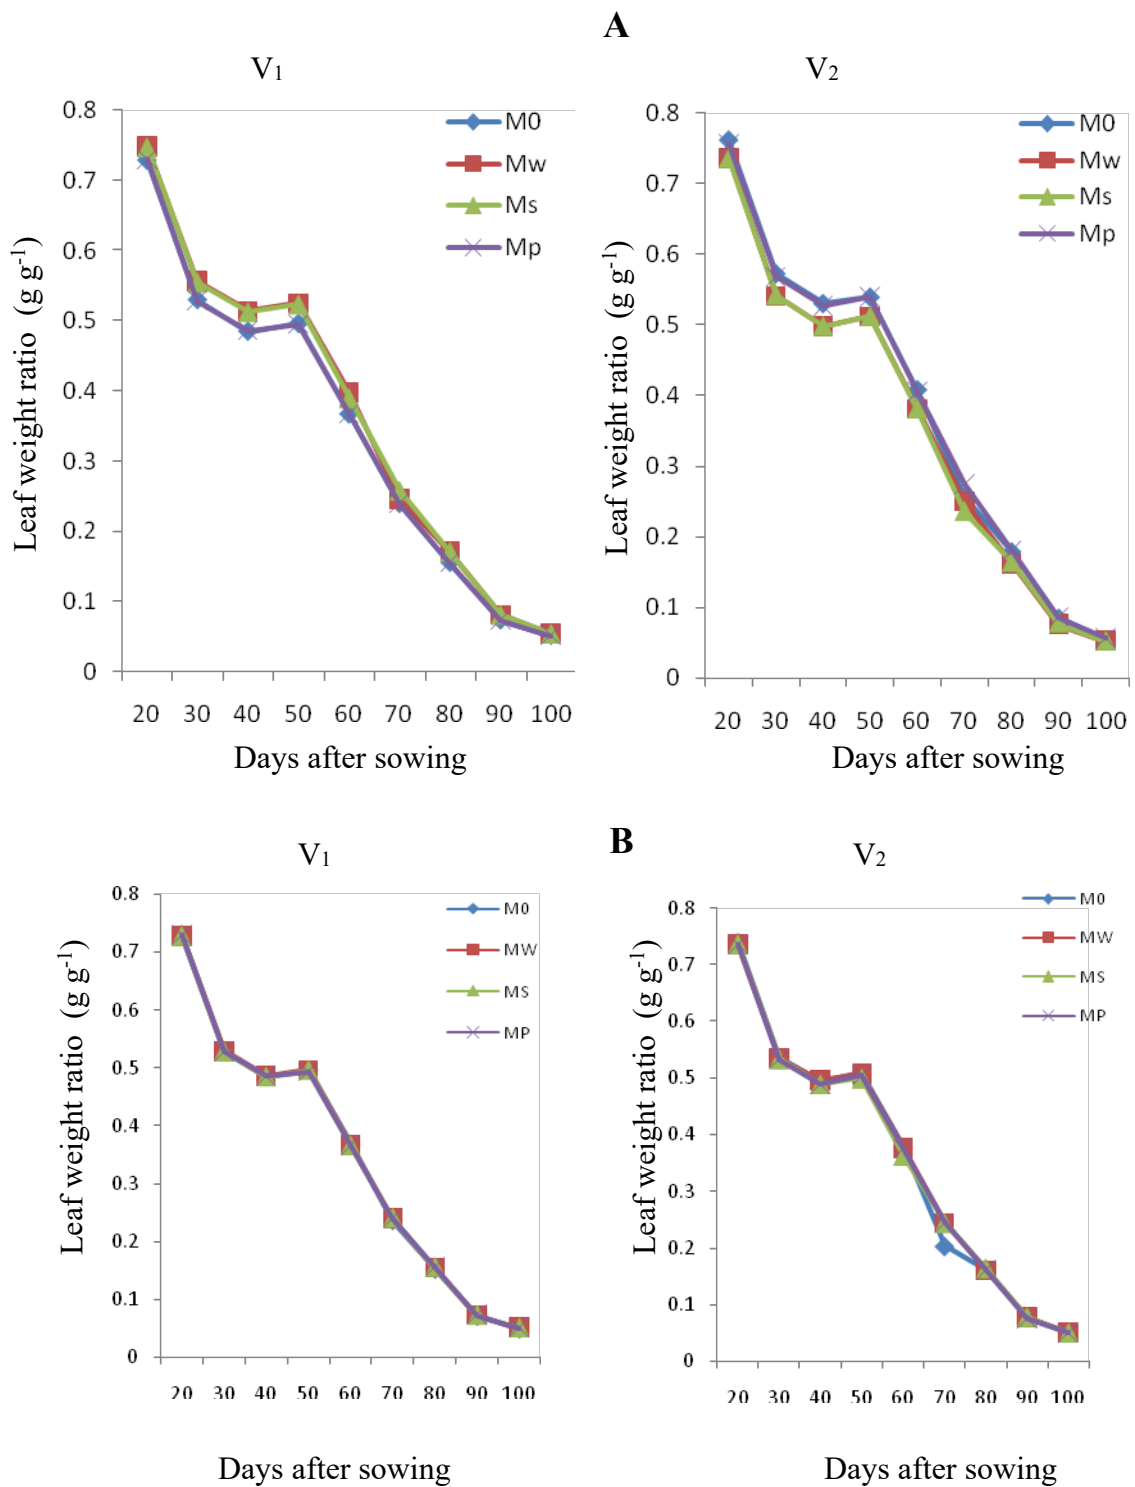 A
V₁
V₂
0.8
0.7
0.6
0.5
0.4
0.3
0.2
0.1
0
Leaf weight ratio (g g⁻¹)
M0
Mw
Ms
Mp
20 30 40 50 60 70 80 90 100
Days after sowing
0.8
0.7
0.6
0.5
0.4
0.3
0.2
0.1
0
Leaf weight ratio (g g⁻¹)
M0
Mw
Ms
Mp
20 30 40 50 60 70 80 90 100
Days after sowing
B
V₁
V₂
0.8
0.7
0.6
0.5
0.4
0.3
0.2
0.1
0
Leaf weight ratio (g g⁻¹)
M0
MW
MS
MP
20 30 40 50 60 70 80 90 100
Days after sowing
0.8
0.7
0.6
0.5
0.4
0.3
0.2
0.1
0
Leaf weight ratio (g g⁻¹)
M0
MW
MS
MP
20 30 40 50 60 70 80 90 100
Days after sowing